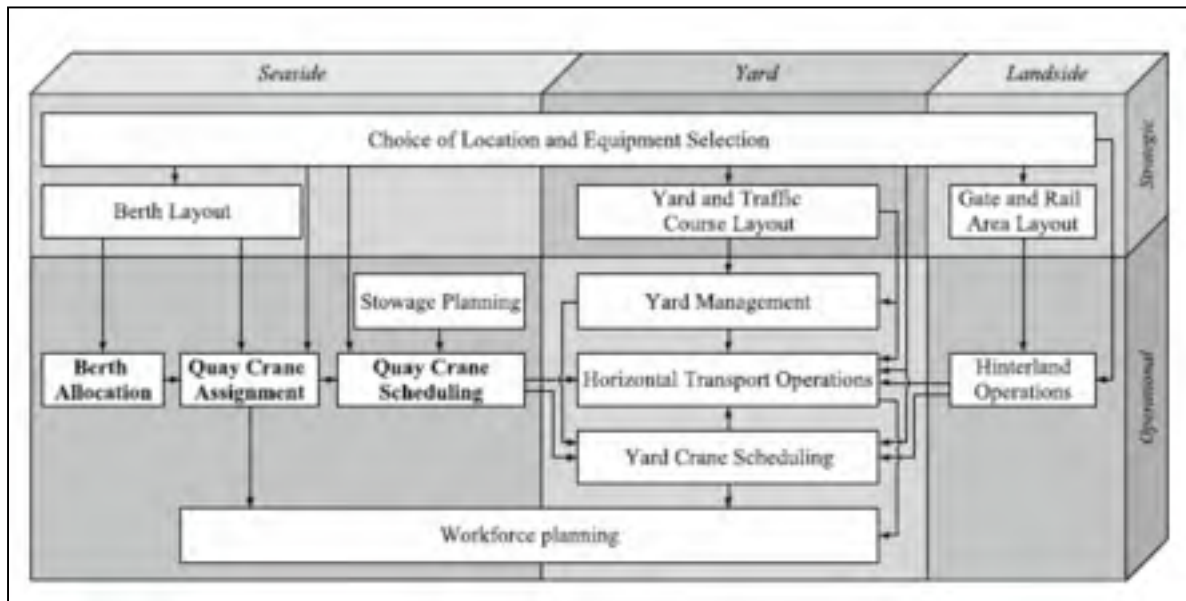 Seaside
Yard
Landside
Strategic
Choice of Location and Equipment Selection
Berth Layout
Yard and Traffic
Course Layout
Gate and Rail
Area Layout
Stowage Planning
Yard Management
Operational
Berth
Allocation
Quay Crane
Assignment
Quay Crane
Scheduling
Horizontal Transport Operations
Hinterland
Operations
Yard Crane Scheduling
Workforce planning